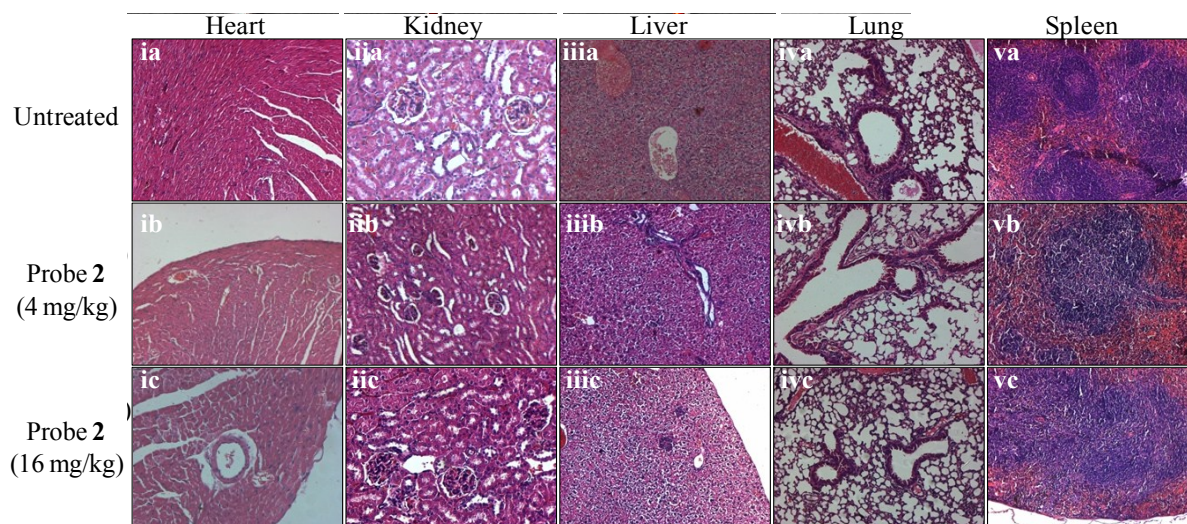 Heart Kidney Liver Lung Spleen
Untreated
ia iia iiia iva va
Probe 2
(4 mg/kg)
ib iib iiib ivb vb
Probe 2
(16 mg/kg)
ic iic iiic ivc vc